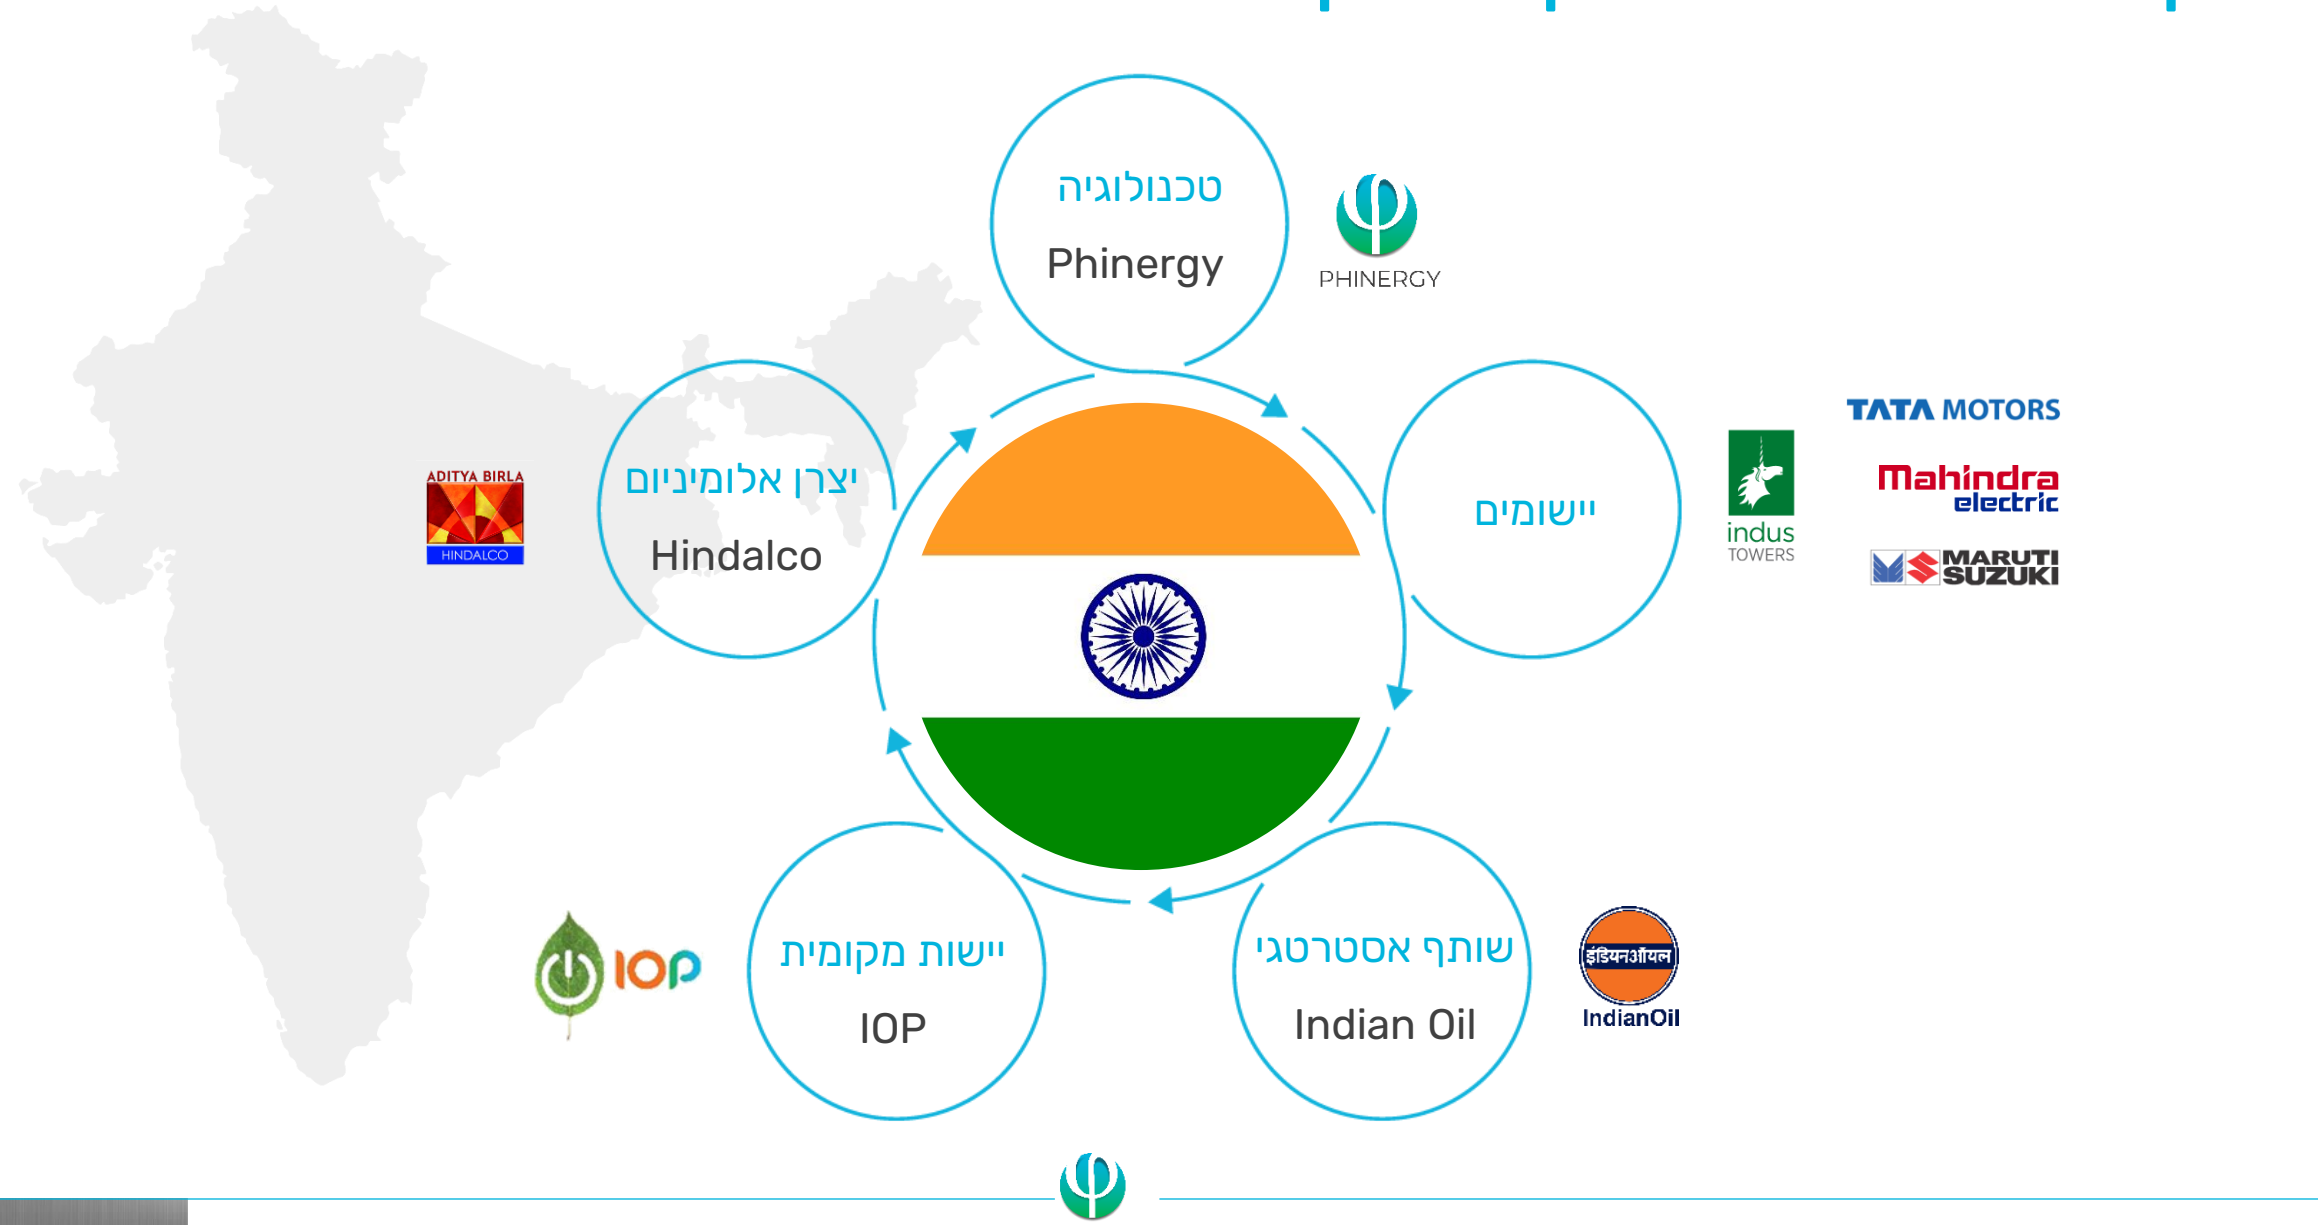 טכנולוגיה
Phinergy
PHINERGY
יישומים
indus
TOWERS
TATA MOTORS
Mahindra
electric
MARUTI
SUZUKI
יצרן אלומיניום
Hindalco
ADITYA BIRLA
HINDALCO
שותף אסטרטגי
Indian Oil
इंडियनऑयल
IndianOil
יישות מקומית
IOP
IOP